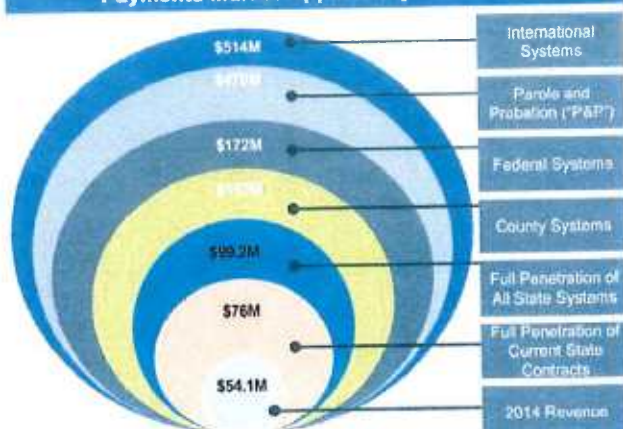 $514M
International
Systems
Parole and
Probation ("P&P")
$172M
Federal Systems
County Systems
$99.2M
Full Penetration of
All State Systems
$76M
Full Penetration of
Current State
Contracts
$54.1M
2014 Revenue